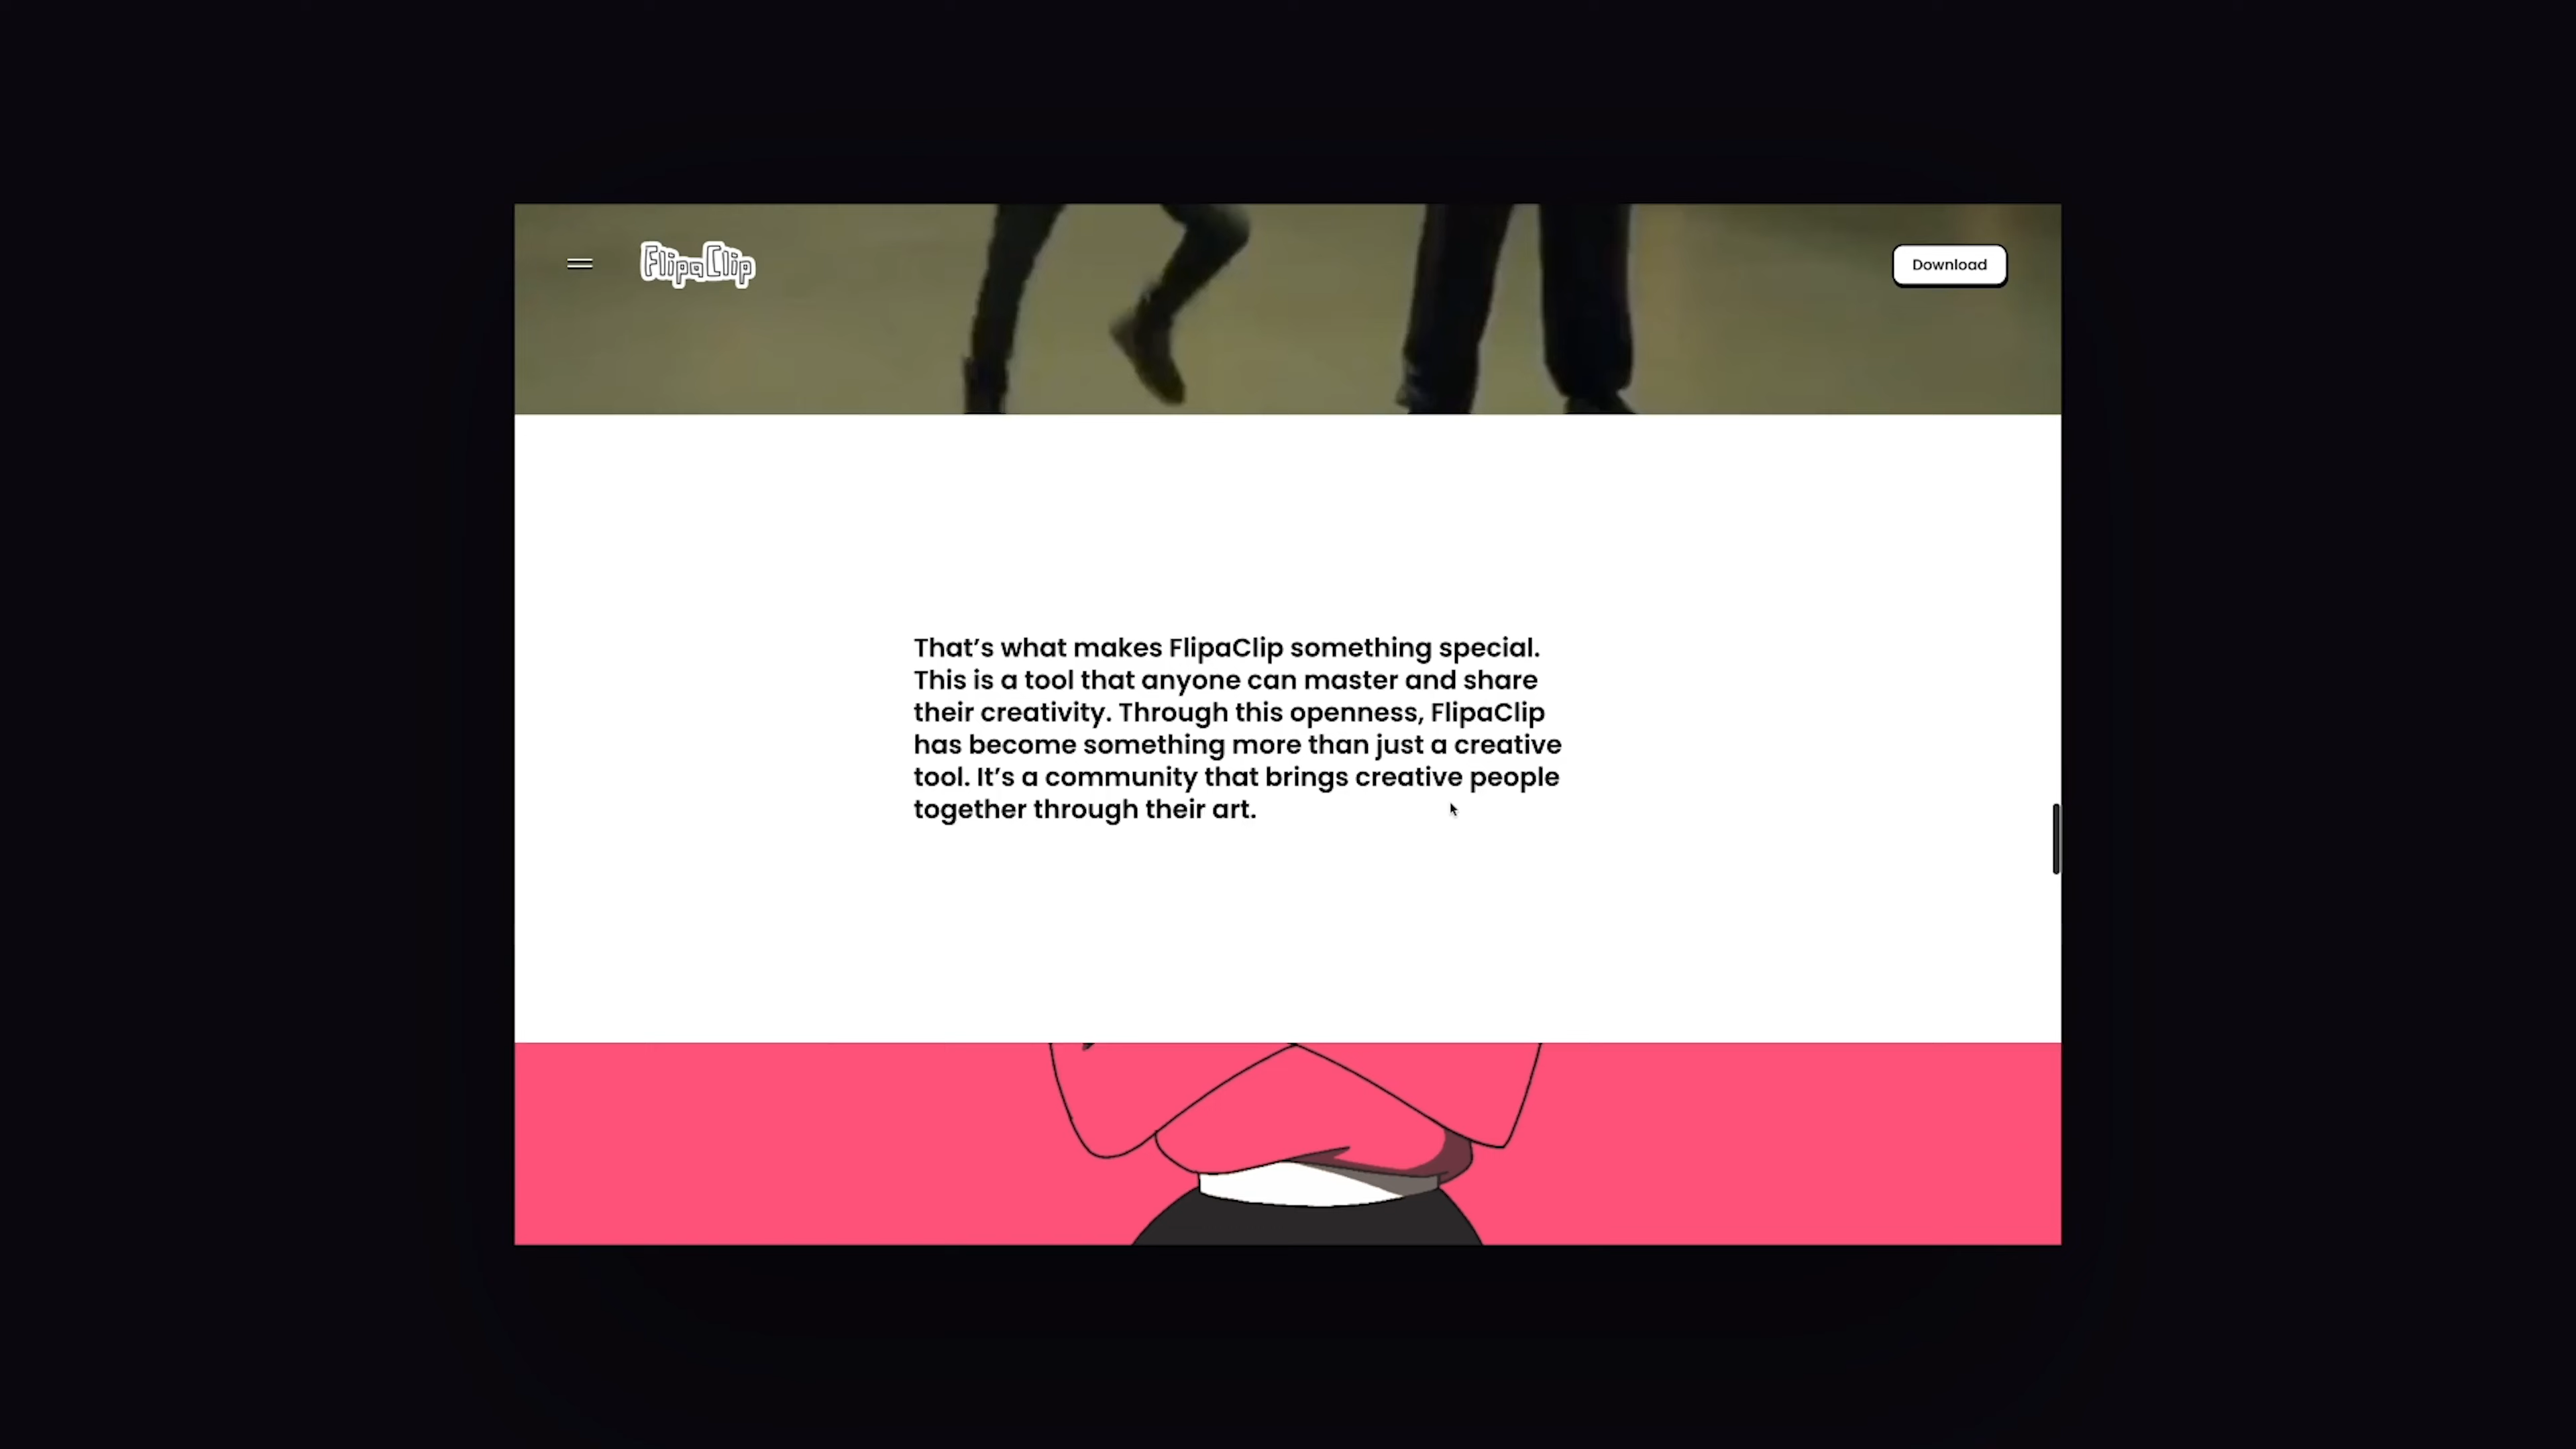 FlipaClip
Download
That’s what makes FlipaClip something special.
This is a tool that anyone can master and share
their creativity. Through this openness, FlipaClip
has become something more than just a creative
tool. It’s a community that brings creative people
together through their art.